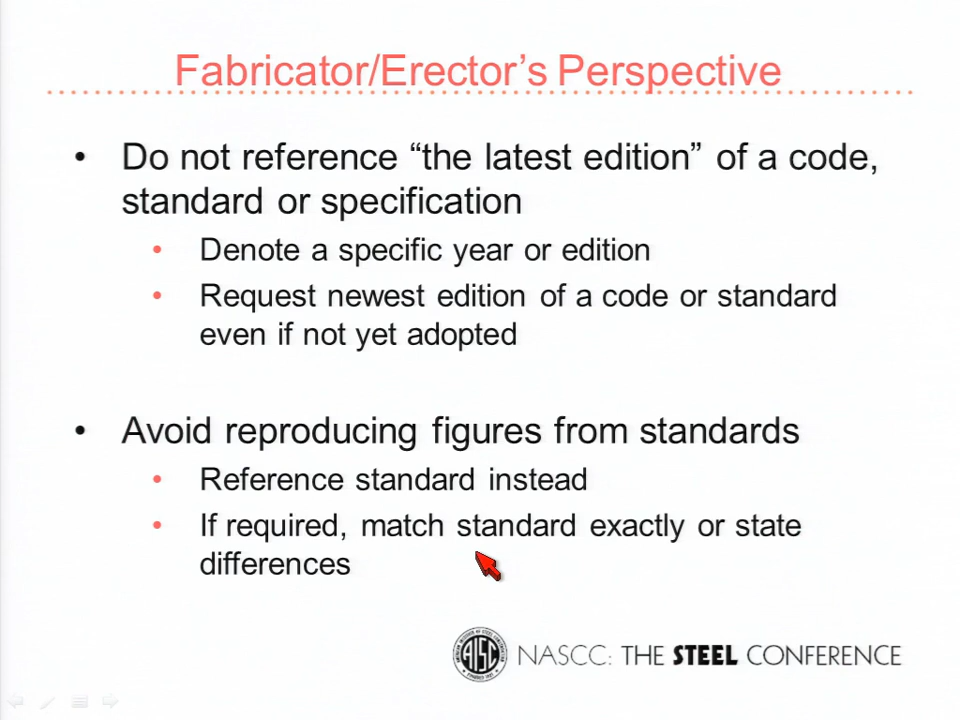 Fabricator/Erector’s Perspective
• Do not reference “the latest edition” of a code,
standard or specification
• Denote a specific year or edition
• Request newest edition of a code or standard
even if not yet adopted
• Avoid reproducing figures from standards
• Reference standard instead
• If required, match standard exactly or state
differences
AISC
NASCC: THE STEEL CONFERENCE